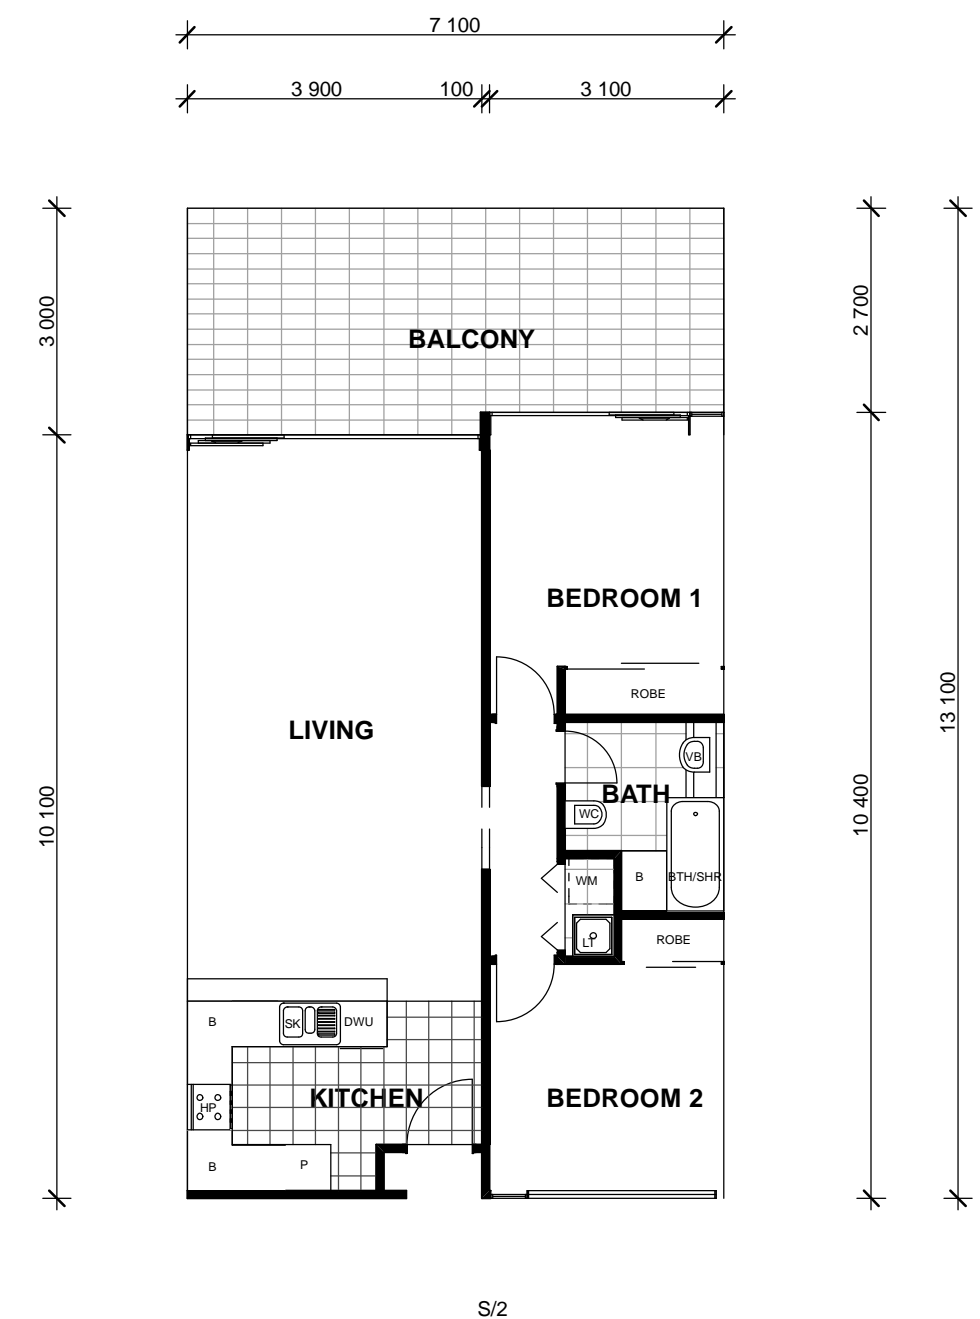 7 100
3 900
100
3 100
3 000
2 700
BALCONY
BEDROOM 1
ROBE
13 100
LIVING
VB
BATH
10 100
10 400
WC
WM
B
BTH/SHR
LT
ROBE
B
SK
DWU
KITCHEN
BEDROOM 2
HP
B
P
S/2